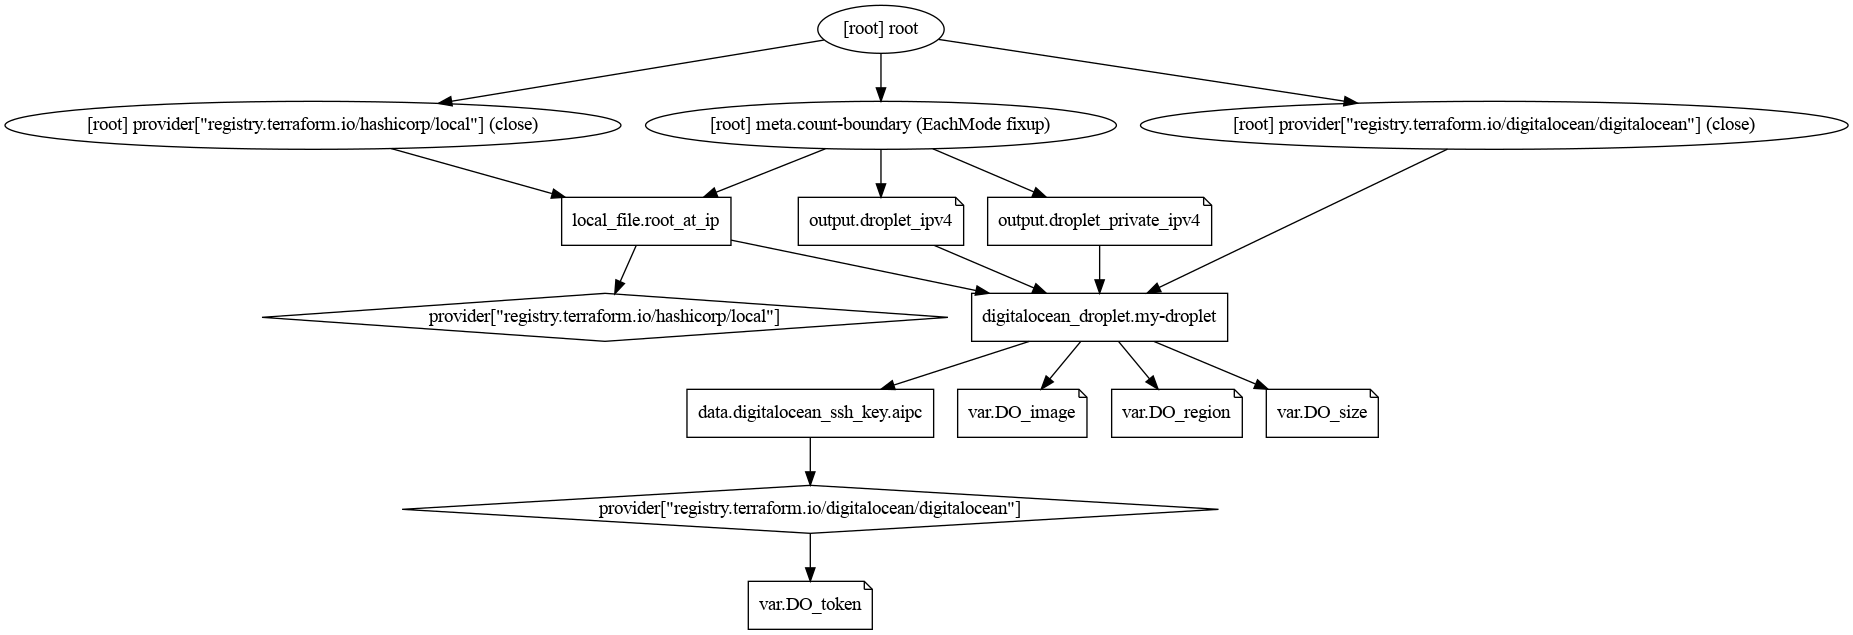 [root] root
[root] provider["registry.terraform.io/hashicorp/local"] (close)
[root] meta.count-boundary (EachMode fixup)
[root] provider["registry.terraform.io/digitalocean/digitalocean"] (close)
local_file.root_at_ip
output.droplet_ipv4
output.droplet_private_ipv4
provider["registry.terraform.io/hashicorp/local"]
digitalocean_droplet.my-droplet
data.digitalocean_ssh_key.aipc
var.DO_image
var.DO_region
var.DO_size
provider["registry.terraform.io/digitalocean/digitalocean"]
var.DO_token